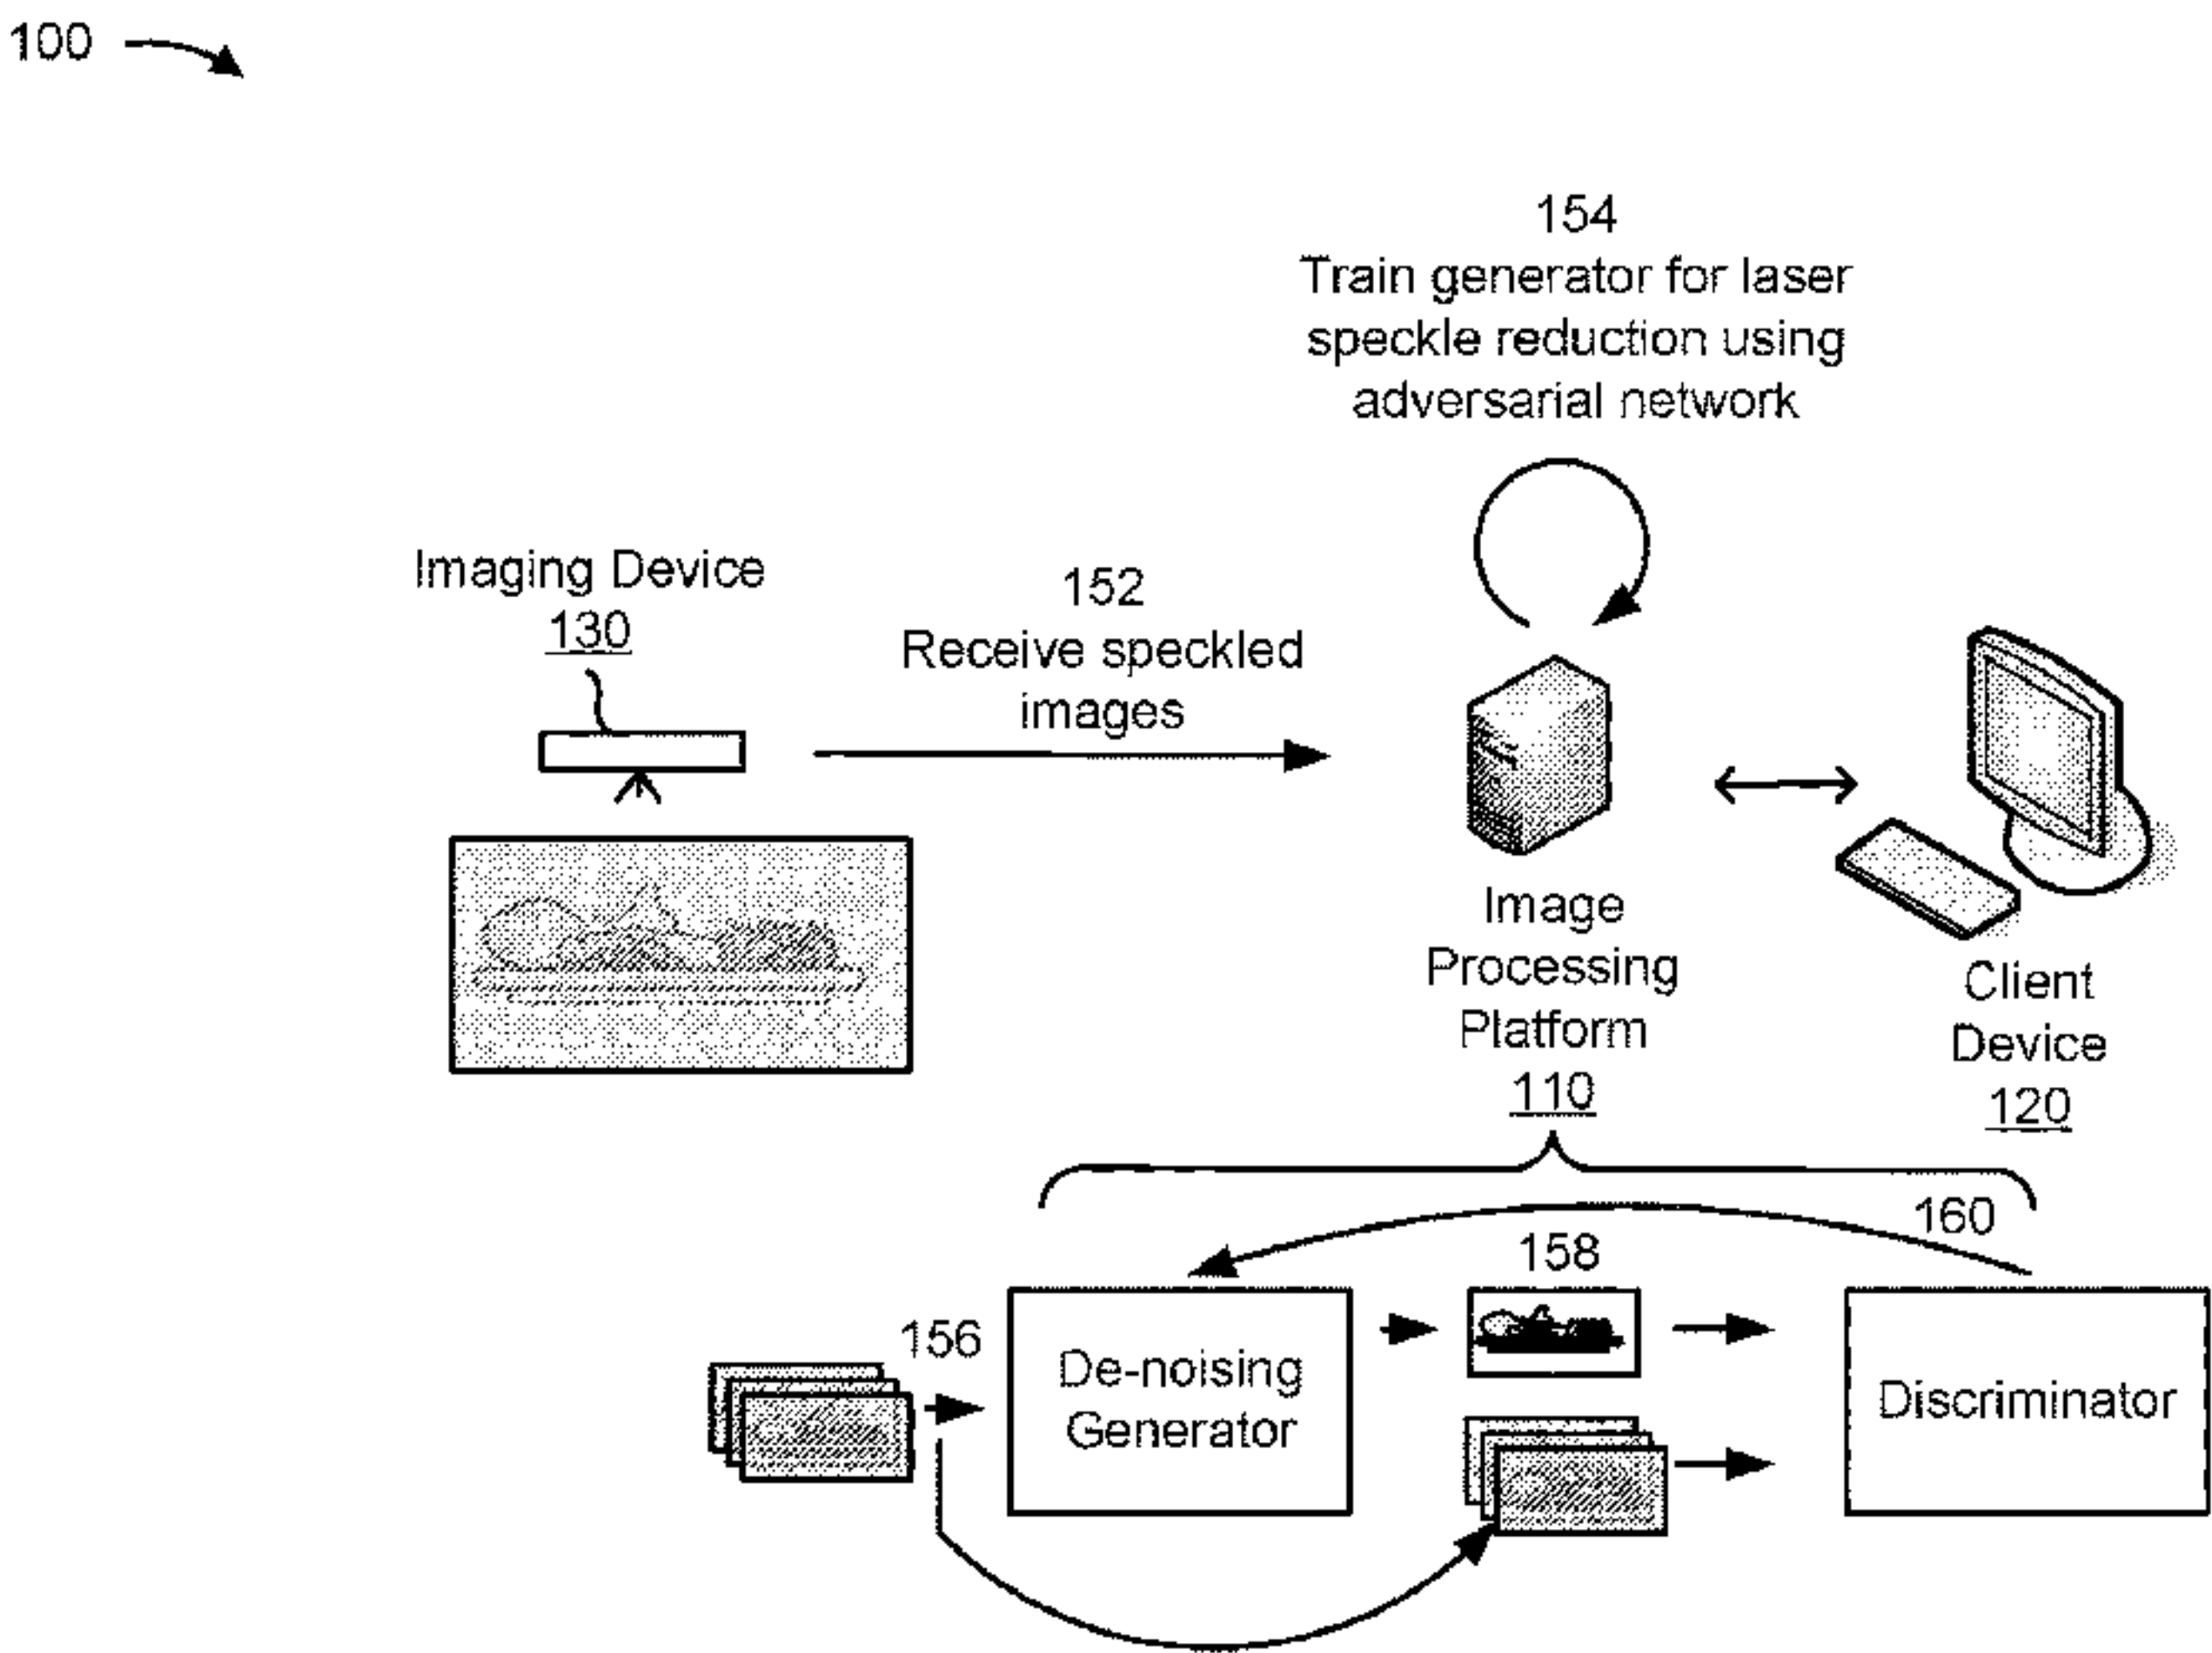 100
154
Train generator for laser
speckle reduction using
adversarial network
Imaging Device
130
152
Receive speckled
images
Image
Processing
Platform
110
Client
Device
120
160
158
156
De-noising
Generator
Discriminator